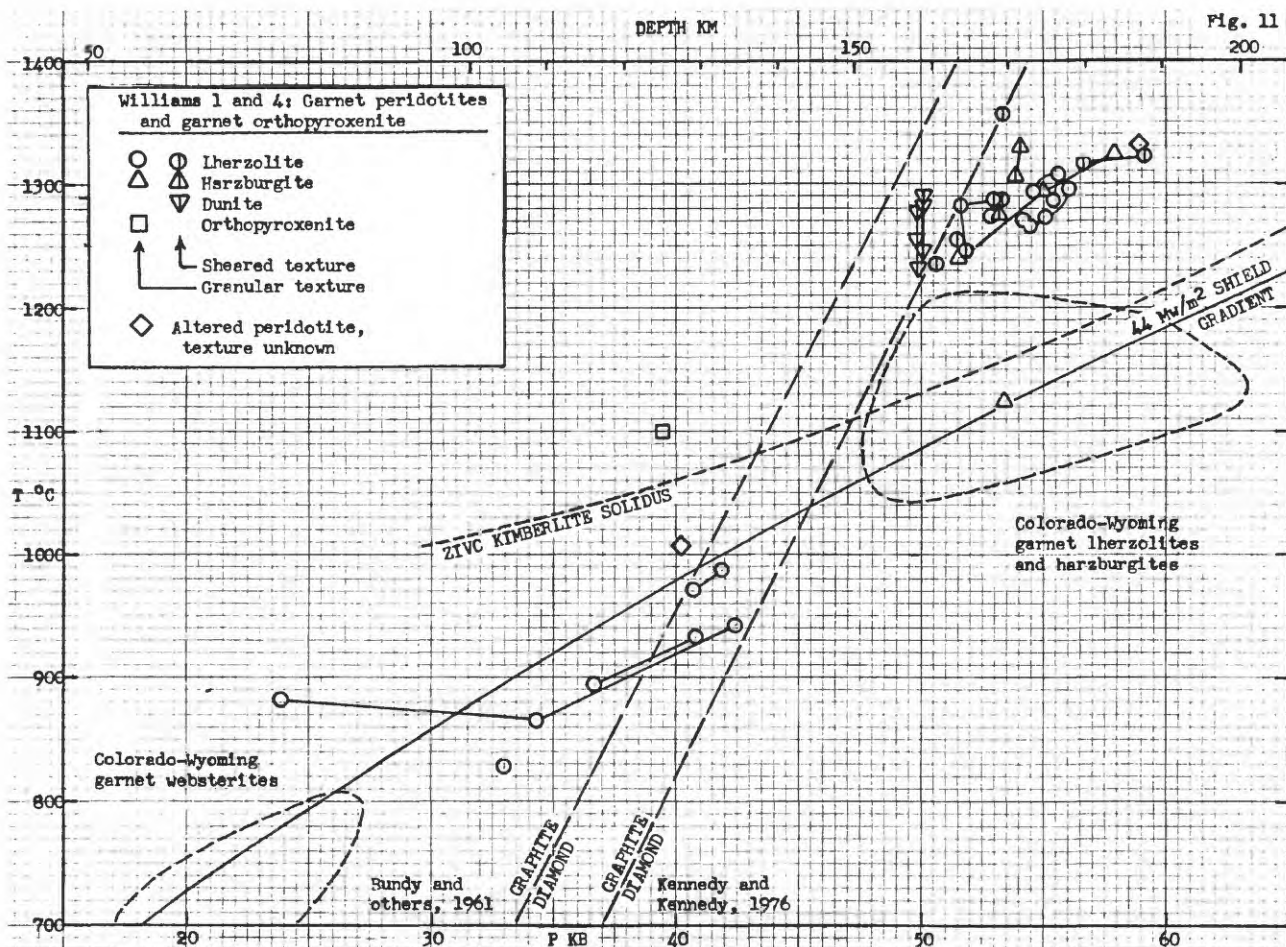 Fig. 11
DEPTH KM
50 100 150 200
1400
1300
1200
1100
T °C
1000
900
800
700
Williams 1 and 4: Garnet peridotites
and garnet orthopyroxenite
Lherzolite
Harzburgite
Dunite
Orthopyroxenite
Sheared texture
Granular texture
Altered peridotite,
texture unknown
44 Mw/m2 SHIELD
GRADIENT
ZIVC KIMBERLITE SOLIDUS
Colorado-Wyoming
garnet lherzolites
and harzburgites
Colorado-Wyoming
garnet websterites
GRAPHITE
DIAMOND
GRAPHITE
DIAMOND
Bundy and
others, 1961
Kennedy and
Kennedy, 1976
20 30 P KB 40 50 60